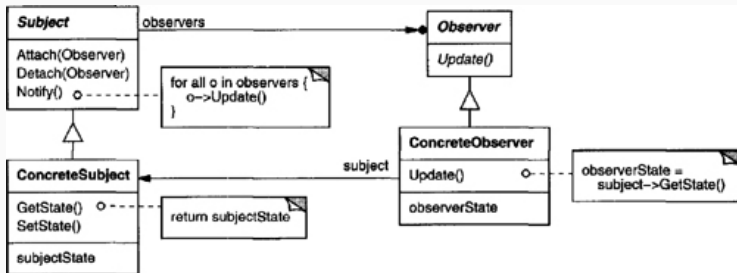 Subject
observers
Observer
Attach(Observer)
Detach(Observer)
Notify()
for all o in observers {
o->Update()
}
Update()
ConcreteSubject
GetState()
SetState()
subjectState
return subjectState
subject
ConcreteObserver
Update()
observerState
observerState =
subject->GetState()